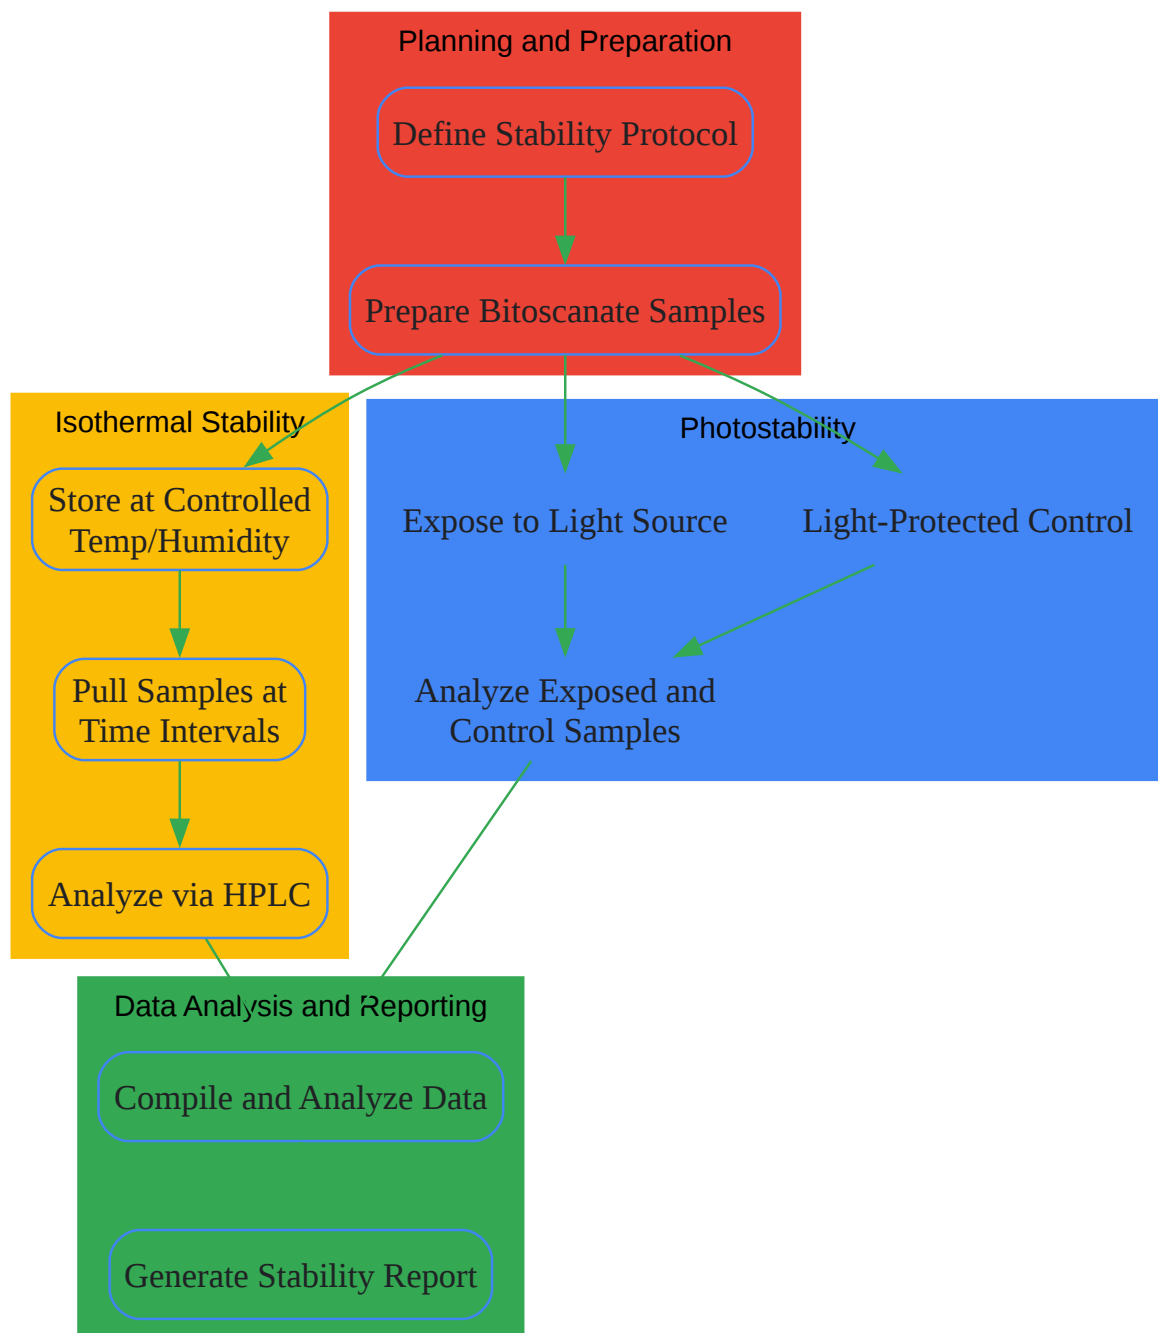 Planning and Preparation
Define Stability Protocol
Prepare Bitoscanate Samples
Isothermal Stability
Store at Controlled
Temp/Humidity
Pull Samples at
Time Intervals
Analyze via HPLC
Photostability
Expose to Light Source
Light-Protected Control
Analyze Exposed and
Control Samples
Data Analysis and Reporting
Compile and Analyze Data
Generate Stability Report